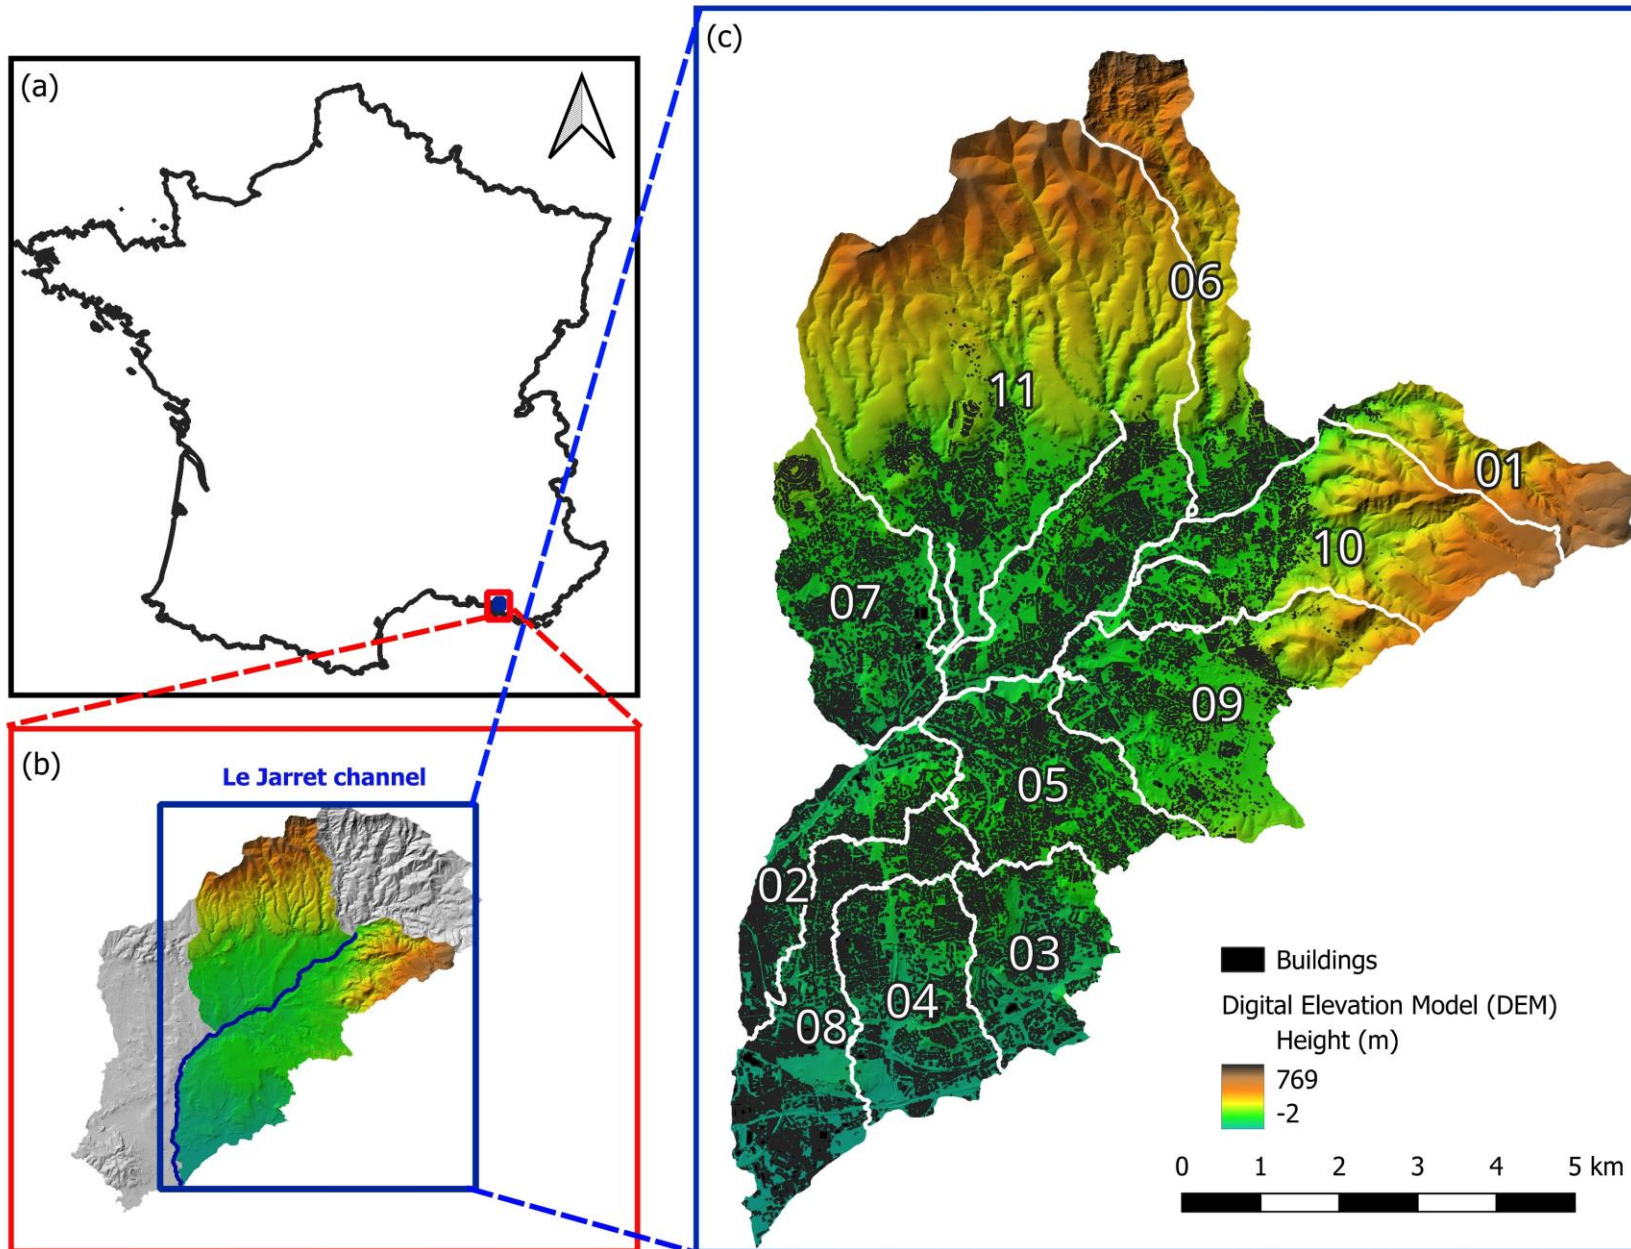 (a)
(b)
Le Jarret channel
(c)
06
11
01
10
07
09
05
02
03
04
08
Buildings
Digital Elevation Model (DEM)
Height (m)
769
-2
0 1 2 3 4 5 km